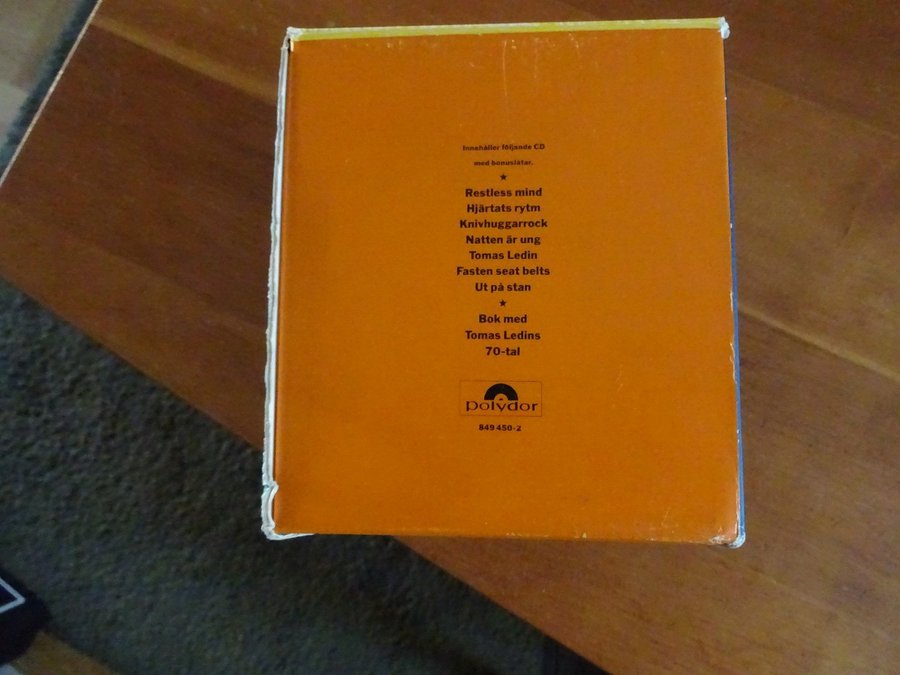 Innehåller följande CD
med bonuslåtar.
★
Restless mind
Hjärtats rytm
Knivhuggarrock
Natten är ung
Tomas Ledin
Fasten seat belts
Ut på stan
★
Bok med
Tomas Ledins
70-tal
polydor
849 450-2